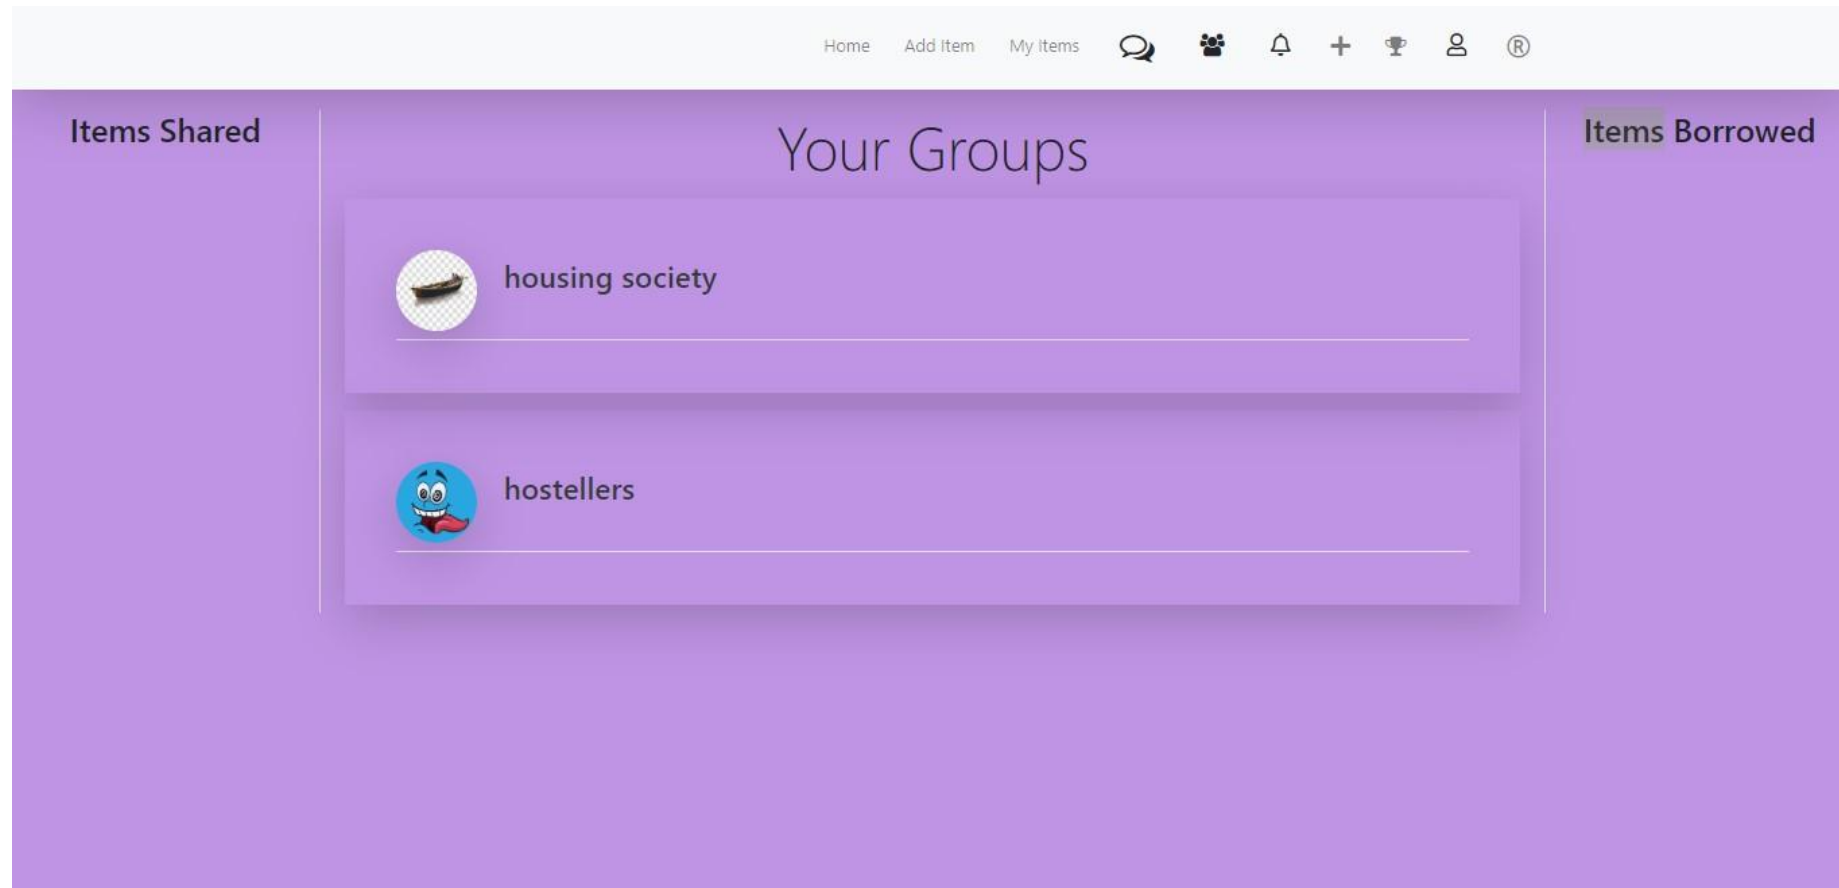 Home Add Item My Items ®
Items Shared
Your Groups
Items Borrowed
housing society
hostellers